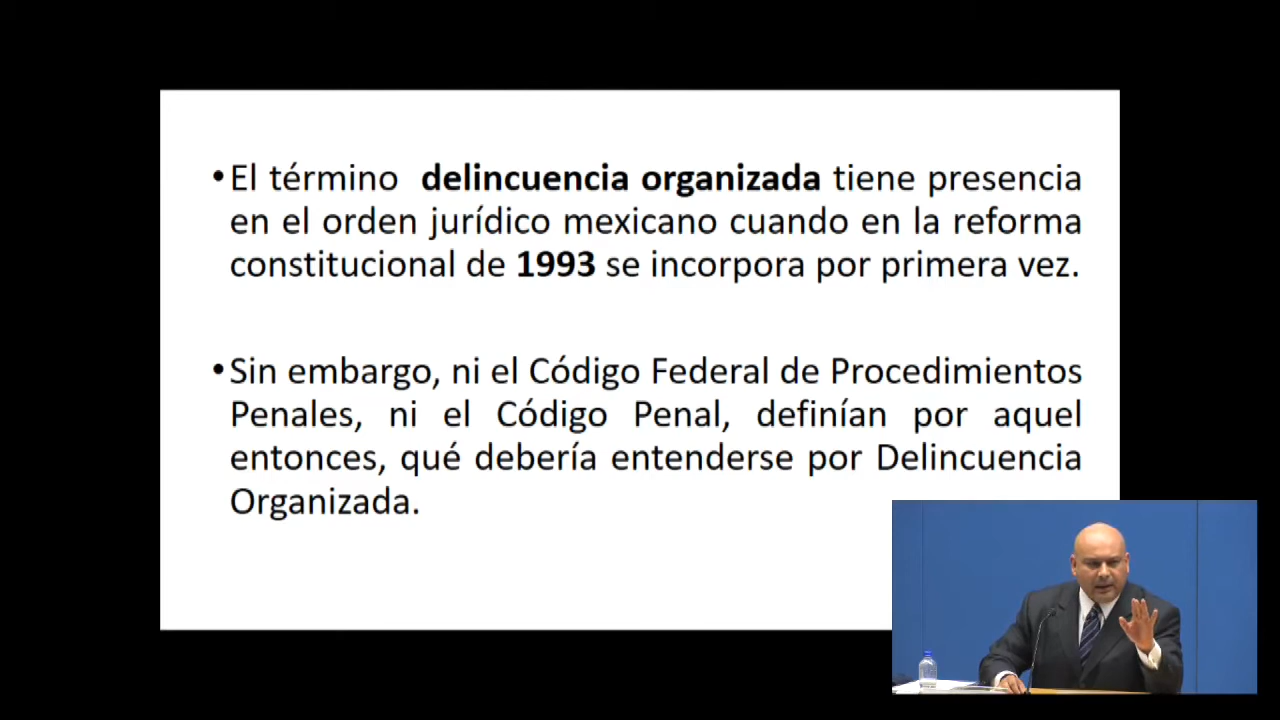 •El término delincuencia organizada tiene presencia
en el orden jurídico mexicano cuando en la reforma
constitucional de 1993 se incorpora por primera vez.
•Sin embargo, ni el Código Federal de Procedimientos
Penales, ni el Código Penal, definían por aquel
entonces, qué debería entenderse por Delincuencia
Organizada.